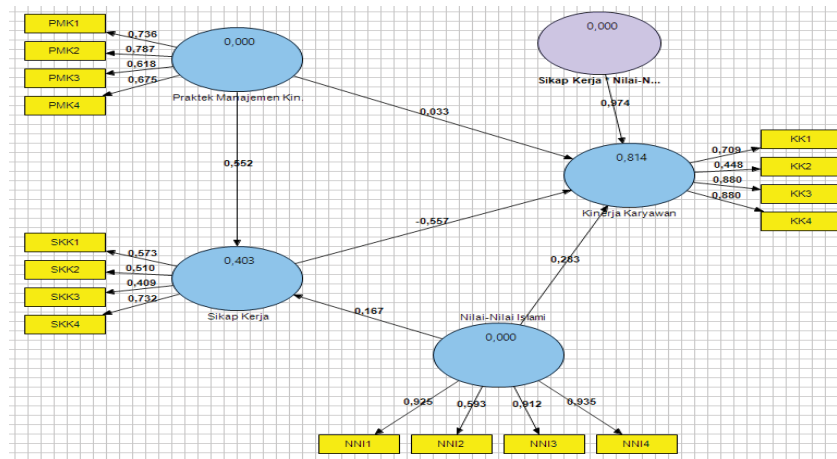 PMK1
PMK2
PMK3
PMK4
0,736
0,787
0,618
0,675
0,000
Praktek Manajemen Kin.
0,000
Sikap Kerja * Nilai-N...
0,974
0,033
0,552
0,814
Kinerja Karyawan
0,709
0,448
0,880
0,880
KK1
KK2
KK3
KK4
-0,557
0,283
SKK1
SKK2
SKK3
SKK4
0,573
0,510
0,409
0,732
0,403
Sikap Kerja
0,167
Nilai-Nilai Islami
0,000
0,925
0,593
0,912
0,935
NNI1
NNI2
NNI3
NNI4